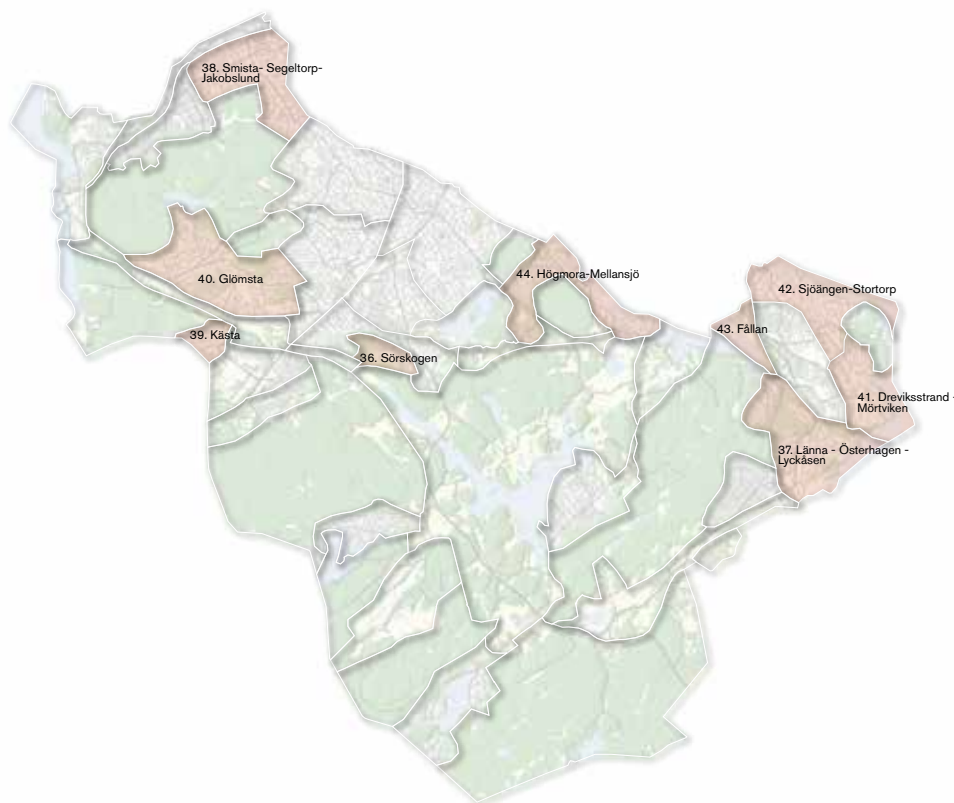 38. Smista- Segeltorp-
Jakobslund
40. Glömsta
44. Högmora-Mellansjö
42. Sjöängen-Stortorp
43. Fållan
39. Kästa
36. Sörskogen
41. Dreviksstrand -
Mörtviken
37. Länna - Österhagen -
Lyckåsen